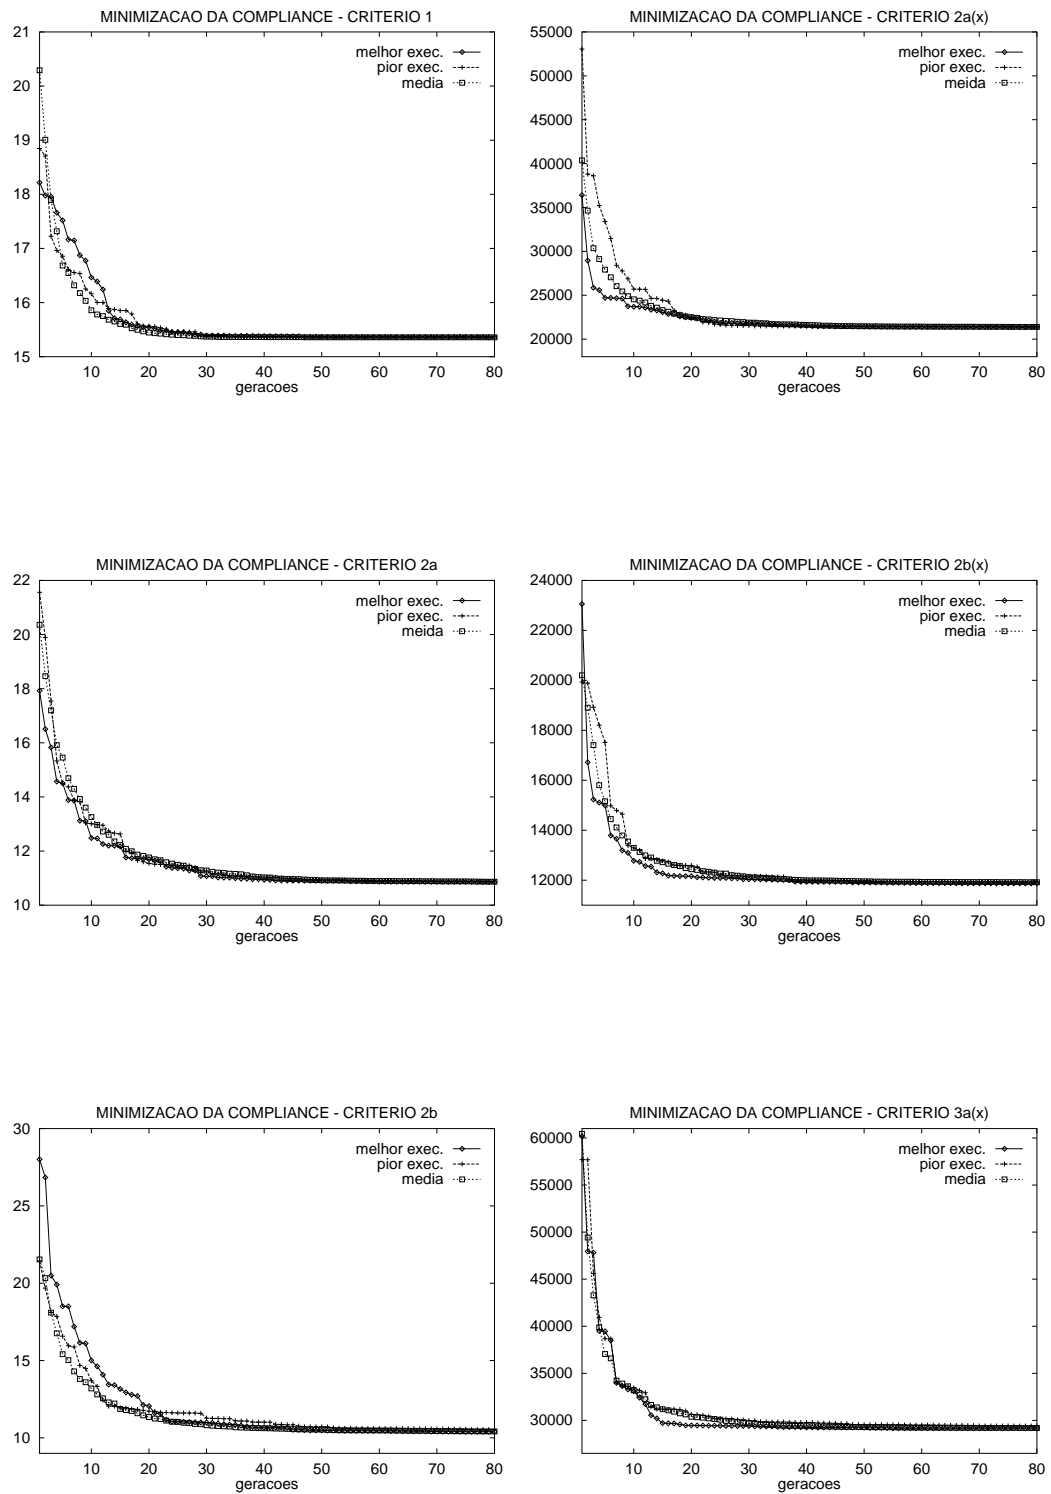 MINIMIZACAO DA COMPLIANCE - CRITERIO 1
21
20
19
18
17
16
15
melhor exec.
pior exec.
media
10 20 30 40 50 60 70 80
geracoes
MINIMIZACAO DA COMPLIANCE - CRITERIO 2a(x)
55000
50000
45000
40000
35000
30000
25000
20000
melhor exec.
pior exec.
meida
10 20 30 40 50 60 70 80
geracoes
MINIMIZACAO DA COMPLIANCE - CRITERIO 2a
22
20
18
16
14
12
10
melhor exec.
pior exec.
meida
10 20 30 40 50 60 70 80
geracoes
MINIMIZACAO DA COMPLIANCE - CRITERIO 2b(x)
24000
22000
20000
18000
16000
14000
12000
melhor exec.
pior exec.
media
10 20 30 40 50 60 70 80
geracoes
MINIMIZACAO DA COMPLIANCE - CRITERIO 2b
30
25
20
15
10
melhor exec.
pior exec.
media
10 20 30 40 50 60 70 80
geracoes
MINIMIZACAO DA COMPLIANCE - CRITERIO 3a(x)
60000
55000
50000
45000
40000
35000
30000
melhor exec.
pior exec.
media
10 20 30 40 50 60 70 80
geracoes